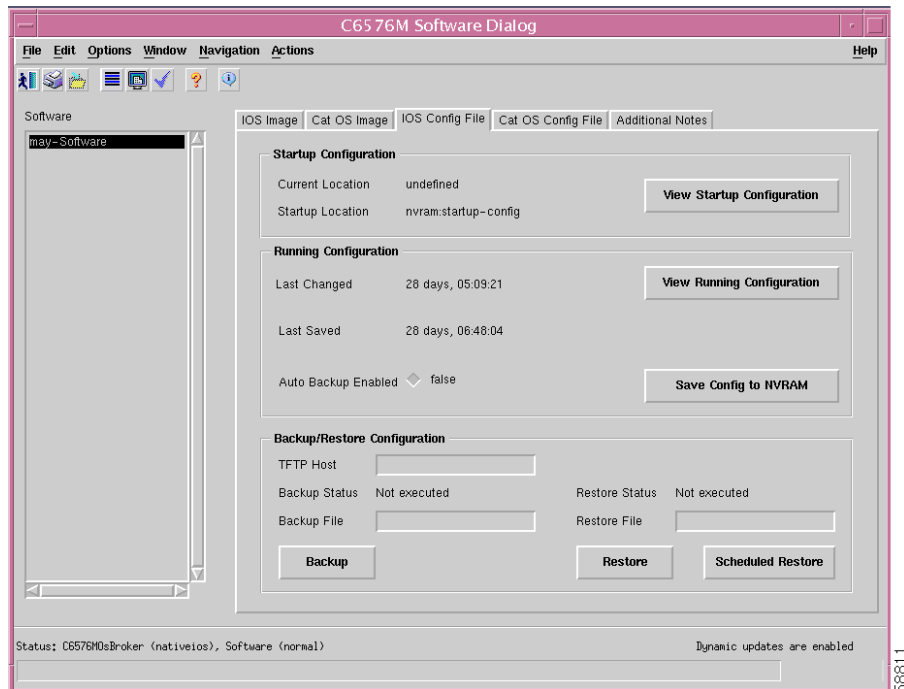 C6576M Software Dialog
File Edit Options Window Navigation Actions Help
Software
may-Software
IOS Image Cat OS Image IOS Config File Cat OS Config File Additional Notes
Startup Configuration
Current Location undefined
View Startup Configuration
Startup Location nvram:startup-config
Running Configuration
Last Changed 28 days, 05:09:21
View Running Configuration
Last Saved 28 days, 06:48:04
Auto Backup Enabled false
Save Config to NVRAM
Backup/Restore Configuration
TFTP Host
Backup Status Not executed Restore Status Not executed
Backup File Restore File
Backup Restore Scheduled Restore
Status: C6576MOsBroker (nativeios), Software (normal) Dynamic updates are enabled
58811